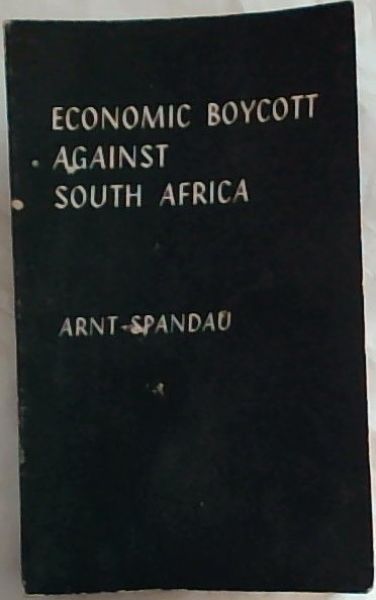 ECONOMIC BOYCOTT
AGAINST
SOUTH AFRICA
ARNT SPANDAU